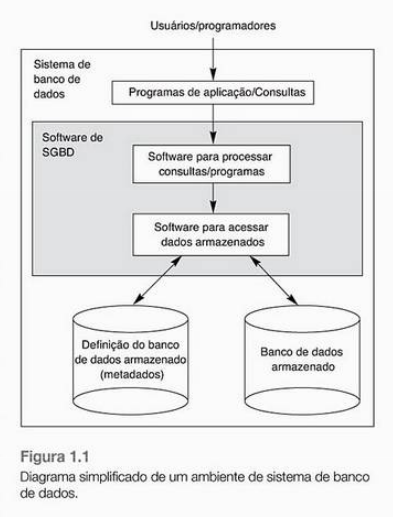 Usuários/programadores
Sistema de
banco de
dados
Programas de aplicação/Consultas
Software de
SGBD
Software para processar
consultas/programas
Software para acessar
dados armazenados
Definição do banco
de dados armazenado
(metadados)
Banco de dados
armazenado
Figura 1.1
Diagrama simplificado de um ambiente de sistema de banco
de dados.